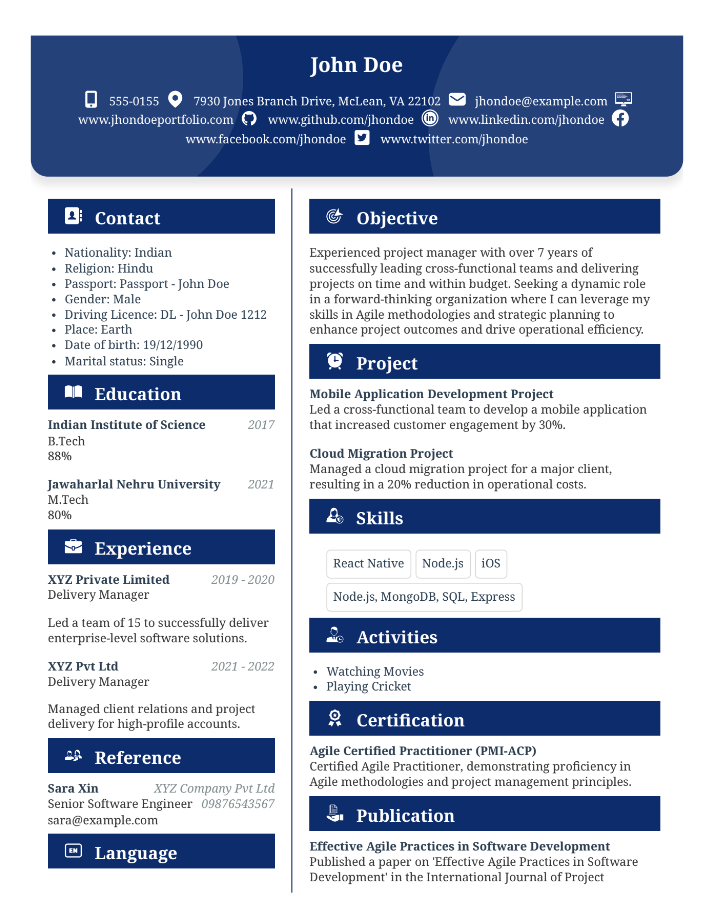 John Doe
555-0155 7930 Jones Branch Drive, McLean, VA 22102 jhondoe@example.com
www.jhondoeportfolio.com www.github.com/jhondoe www.linkedin.com/jhondoe
www.facebook.com/jhondoe www.twitter.com/jhondoe
Contact
• Nationality: Indian
• Religion: Hindu
• Passport: Passport - John Doe
• Gender: Male
• Driving Licence: DL - John Doe 1212
• Place: Earth
• Date of birth: 19/12/1990
• Marital status: Single
Education
Indian Institute of Science 2017
B.Tech
88%
Jawaharlal Nehru University 2021
M.Tech
80%
Experience
XYZ Private Limited 2019 - 2020
Delivery Manager
Led a team of 15 to successfully deliver
enterprise-level software solutions.
XYZ Pvt Ltd 2021 - 2022
Delivery Manager
Managed client relations and project
delivery for high-profile accounts.
Reference
Sara Xin XYZ Company Pvt Ltd
Senior Software Engineer 09876543567
sara@example.com
EN Language
Objective
Experienced project manager with over 7 years of
successfully leading cross-functional teams and delivering
projects on time and within budget. Seeking a dynamic role
in a forward-thinking organization where I can leverage my
skills in Agile methodologies and strategic planning to
enhance project outcomes and drive operational efficiency.
Project
Mobile Application Development Project
Led a cross-functional team to develop a mobile application
that increased customer engagement by 30%.
Cloud Migration Project
Managed a cloud migration project for a major client,
resulting in a 20% reduction in operational costs.
Skills
React Native Node.js iOS
Node.js, MongoDB, SQL, Express
Activities
• Watching Movies
• Playing Cricket
Certification
Agile Certified Practitioner (PMI-ACP)
Certified Agile Practitioner, demonstrating proficiency in
Agile methodologies and project management principles.
Publication
Effective Agile Practices in Software Development
Published a paper on 'Effective Agile Practices in Software
Development' in the International Journal of Project